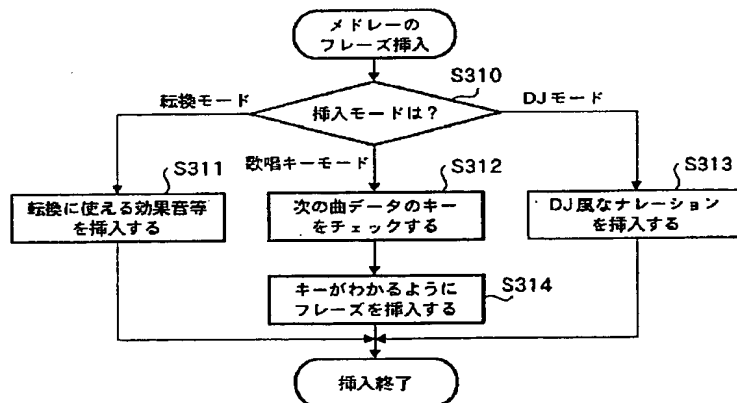 メドレーの
フレーズ挿入
S310
転換モード
挿入モードは?
DJモード
歌唱キーモード
S311
S312
S313
転換に使える効果音等
を挿入する
次の曲データのキー
をチェックする
DJ風なナレーション
を挿入する
キーがわかるように
フレーズを挿入する
S314
挿入終了